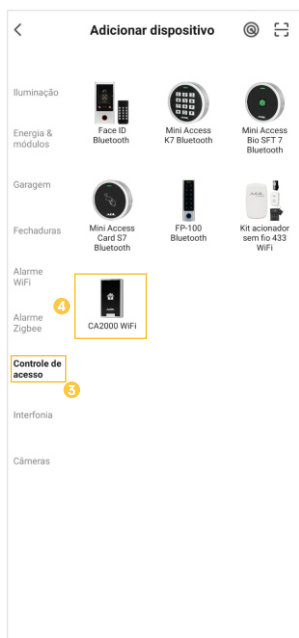 Adicionar dispositivo
Iluminação
Energia &
módulos
Garagem
Fechaduras
Alarme
WiFi
Alarme
Zigbee
Controle de
acesso
3
Interfonia
Câmeras
Face ID
Bluetooth
Mini Access
K7 Bluetooth
Mini Access
Bio SFT 7
Bluetooth
Mini Access
Card S7
Bluetooth
FP-100
Bluetooth
Kit acionador
sem fio 433
WiFi
4
CA2000 WiFi